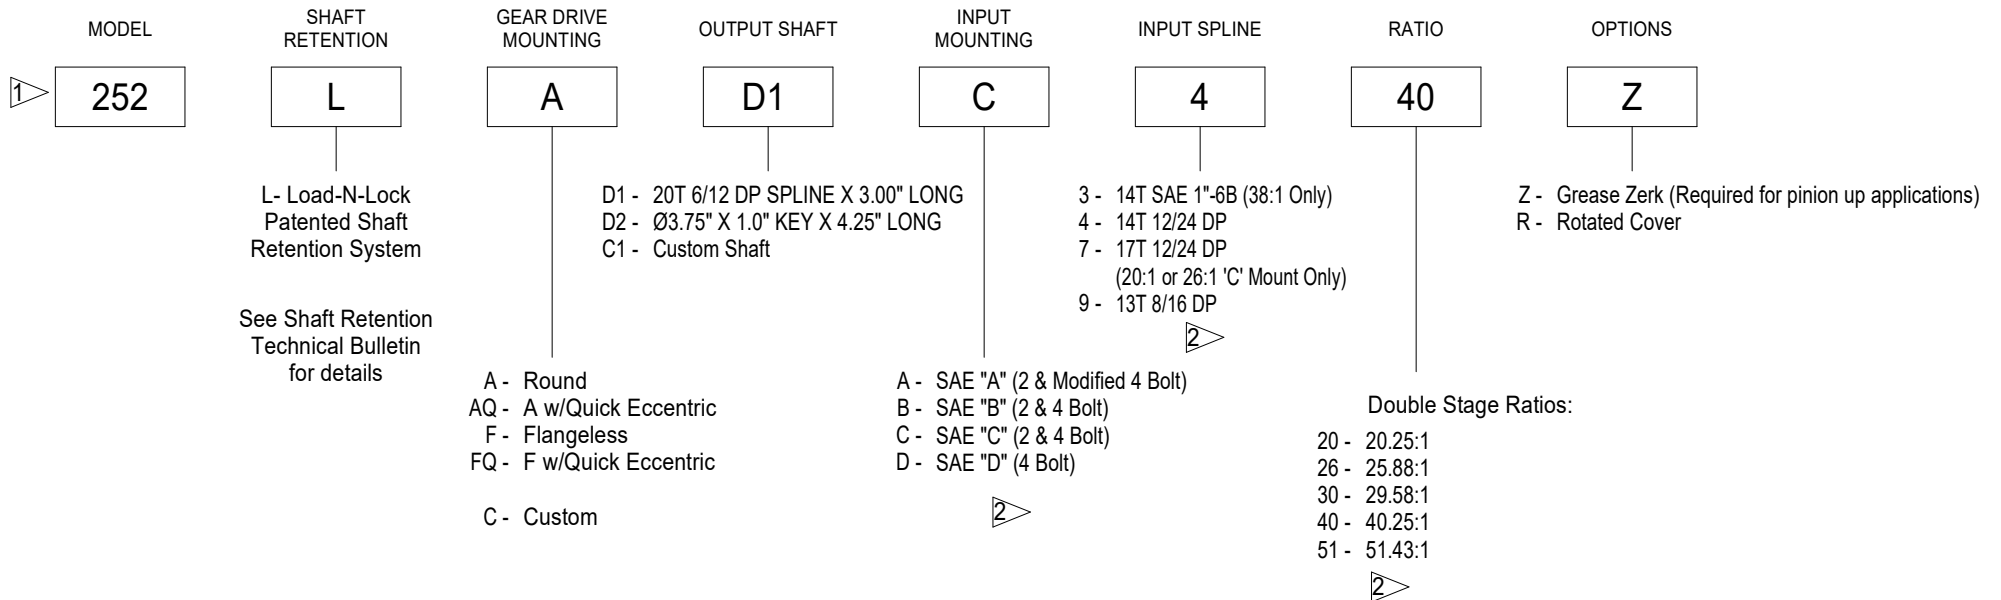 MODEL
SHAFT
RETENTION
GEAR DRIVE
MOUNTING
OUTPUT SHAFT
INPUT
MOUNTING
INPUT SPLINE
RATIO
OPTIONS
1
252
L
A
D1
C
4
40
Z
L- Load-N-Lock
Patented Shaft
Retention System
See Shaft Retention
Technical Bulletin
for details
A - Round
AQ - A w/Quick Eccentric
F - Flangeless
FQ - F w/Quick Eccentric
C - Custom
D1 - 20T 6/12 DP SPLINE X 3.00" LONG
D2 - Ø3.75" X 1.0" KEY X 4.25" LONG
C1 - Custom Shaft
A - SAE "A" (2 & Modified 4 Bolt)
B - SAE "B" (2 & 4 Bolt)
C - SAE "C" (2 & 4 Bolt)
D - SAE "D" (4 Bolt)
2
3 - 14T SAE 1"-6B (38:1 Only)
4 - 14T 12/24 DP
7 - 17T 12/24 DP
(20:1 or 26:1 'C' Mount Only)
9 - 13T 8/16 DP
2
Double Stage Ratios:
20 - 20.25:1
26 - 25.88:1
30 - 29.58:1
40 - 40.25:1
51 - 51.43:1
2
Z - Grease Zerk (Required for pinion up applications)
R - Rotated Cover